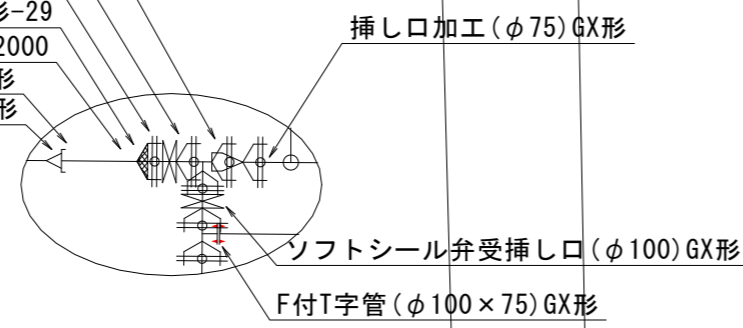 形-29
挿し口加工(φ75)GX形
2000
形
形
ソフトシール弁受挿し口(φ100)GX形
F付T字管(φ100×75)GX形